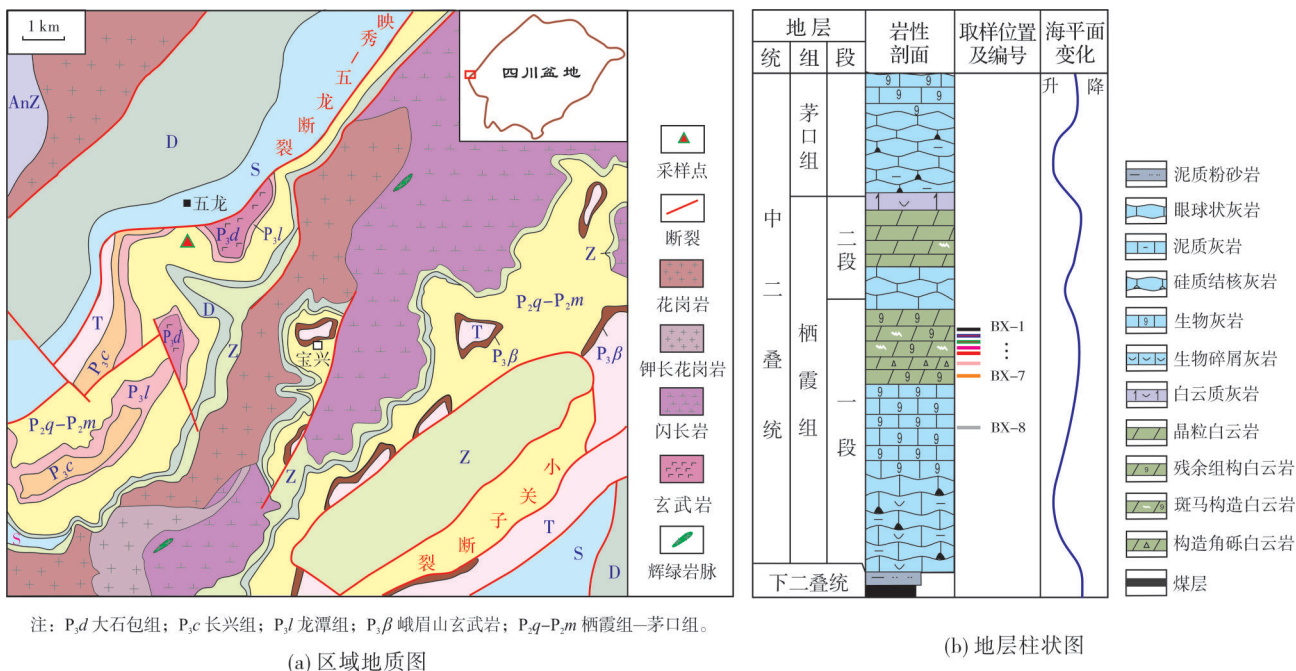 1 km
四川盆地
映秀—五龙断裂
AnZ
D
S
五龙
P₃d
P₃l
Z
D
T
P₃c
P₃d
Z
P₂q–P₂m
T
P₃β
P₃β
宝兴
P₃l
P₂q–P₂m
P₃c
Z
Z
小关子断裂
T
S
D
S
采样点
断裂
花岗岩
钾长花岗岩
闪长岩
玄武岩
辉绿岩脉
注：P₃d 大石包组；P₃c 长兴组；P₃l 龙潭组；P₃β 峨眉山玄武岩；P₂q–P₂m 栖霞组—茅口组。
(a) 区域地质图
地层
统 组 段
岩性剖面
取样位置及编号
海平面变化
升 降
中二叠统
茅口组
栖霞组
二段
一段
下二叠统
BX–1
⋮
BX–7
BX–8
泥质粉砂岩
眼球状灰岩
泥质灰岩
硅质结核灰岩
生物灰岩
生物碎屑灰岩
白云质灰岩
晶粒白云岩
残余组构白云岩
斑马构造白云岩
构造角砾白云岩
煤层
(b) 地层柱状图